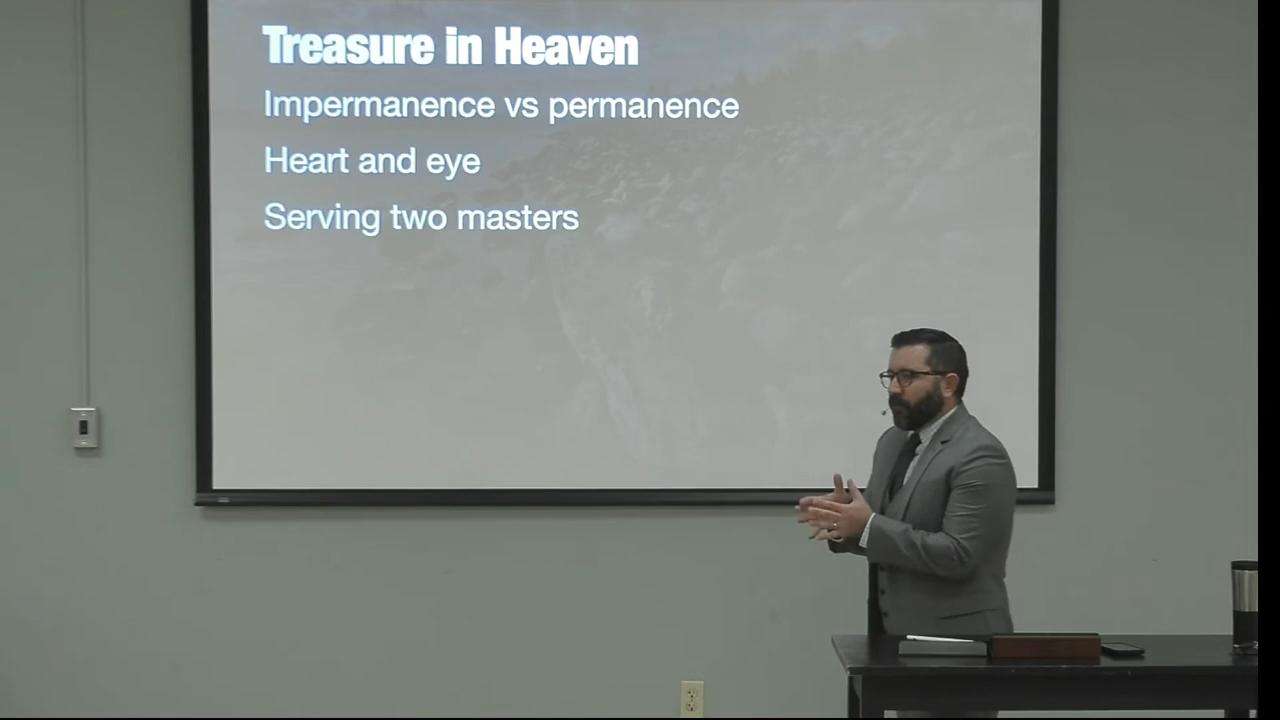 Treasure in Heaven
Impermanence vs permanence
Heart and eye
Serving two masters